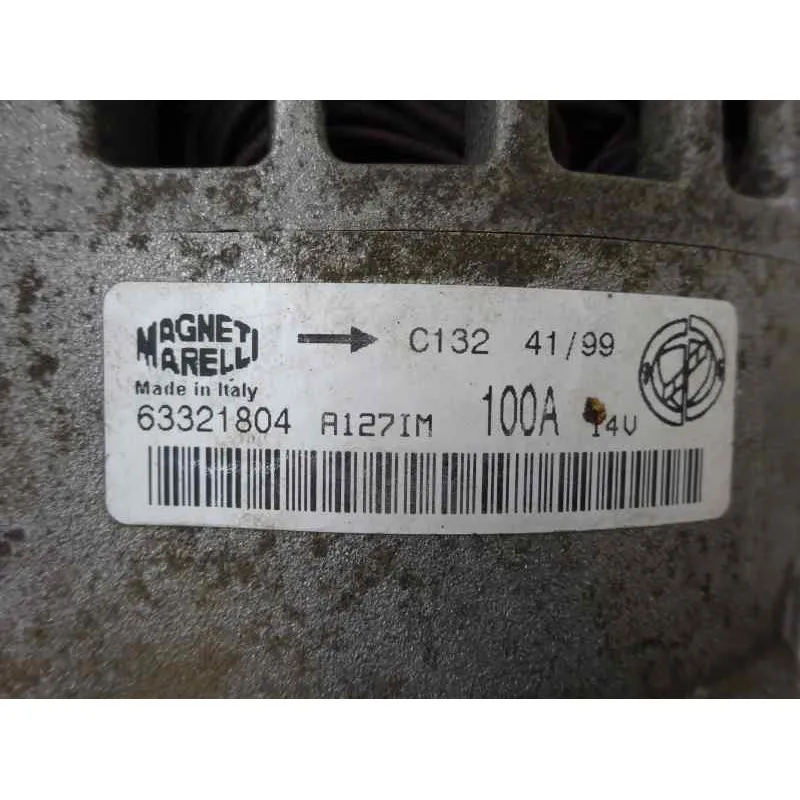 MAGNETI MARELLI C132 41/99
Made in Italy
63321804 A127IM 100A 14V